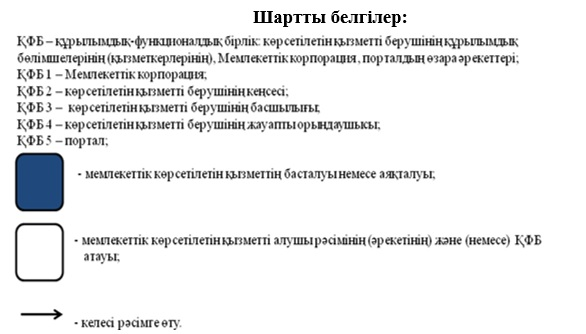 Шартты белгілер:
ҚФБ – құрылымдық-функционалдық бірлік: көрсетілетін қызметті берушінің құрылымдық
бөлімшелерінің (қызметкерлерінің), Мемлекеттік корпорация, порталдың өзара әрекеттері;
ҚФБ 1 – Мемлекеттік корпорация;
ҚФБ 2 – көрсетілетін қызметті берушінің кеңсесі;
ҚФБ 3 – көрсетілетін қызметті берушінің басшылығы;
ҚФБ 4 – көрсетілетін қызметті берушінің жауапты орындаушыкы;
ҚФБ 5 – портал;
- мемлекеттік көрсетілетін қызметтің басталуы немесе аяқталуы;
- мемлекеттік көрсетілетін қызметті алушы рәсімінің (әрекетінің) және (немесе) ҚФБ
атауы;
- келесі рәсімге өту.